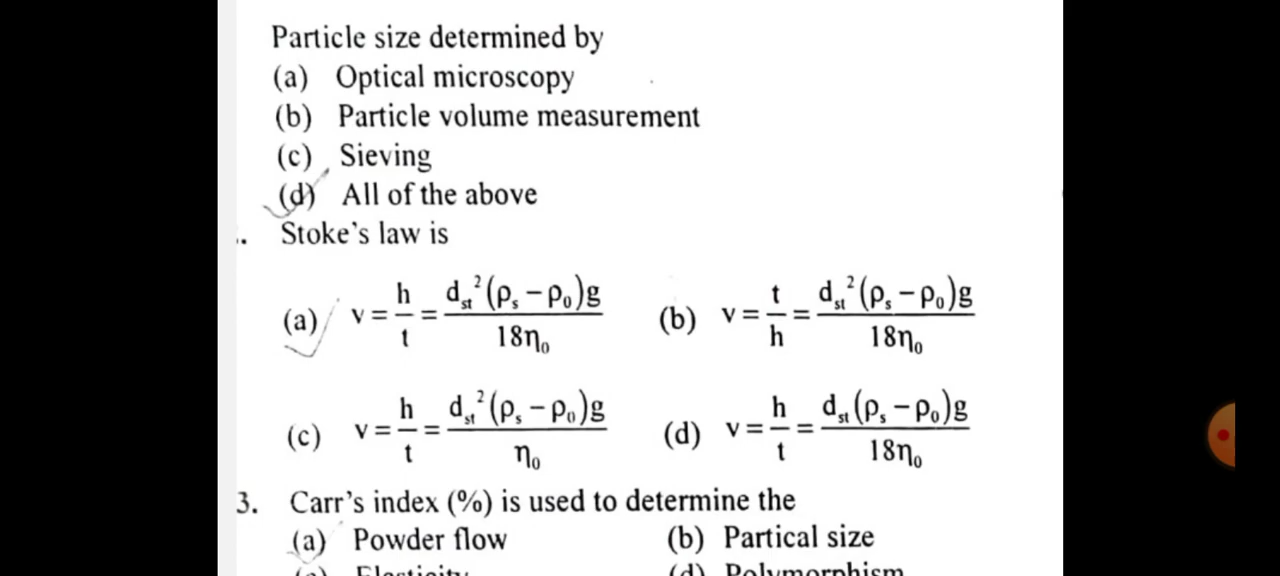 Particle size determined by
(a) Optical microscopy
(b) Particle volume measurement
(c) Sieving
(d) All of the above
. Stoke's law is
(a) v = h/t = d_st²(ρ_s − ρ_0)g / 18η_0 (b) v = t/h = d_st²(ρ_s − ρ_0)g / 18η_0
(c) v = h/t = d_st²(ρ_s − ρ_0)g / η_0 (d) v = h/t = d_st(ρ_s − ρ_0)g / 18η_0
3. Carr's index (%) is used to determine the
(a) Powder flow (b) Partical size
(c) Elasticity (d) Polymorphism